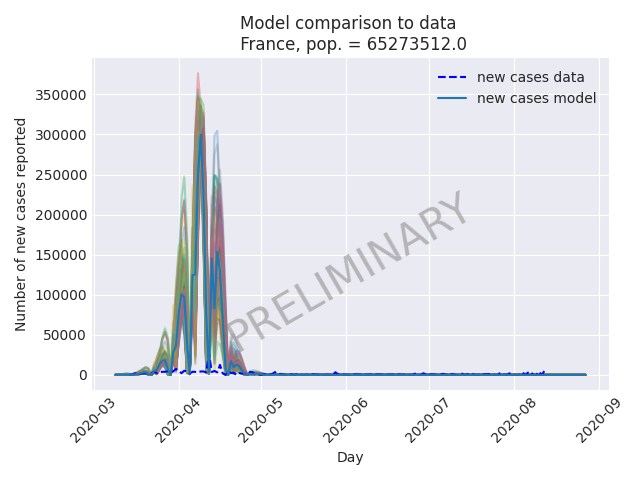 Model comparison to data
France, pop. = 65273512.0
new cases data
new cases model
350000
300000
250000
200000
150000
100000
50000
0
Number of new cases reported
PRELIMINARY
2020-03
2020-04
2020-05
2020-06
2020-07
2020-08
2020-09
Day